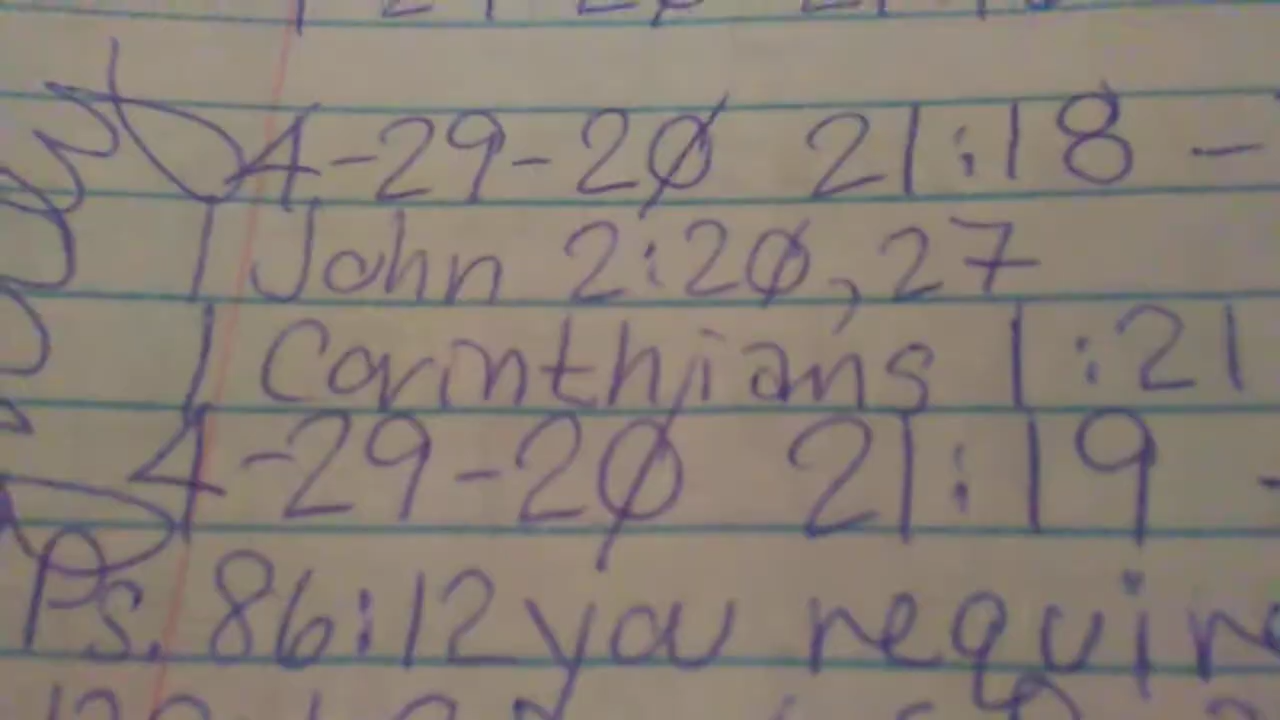 4-29-2Ø 21:18 -
1 John 2:2Ø, 27
1 Corinthians 1:21
4-29-2Ø 21:19 -
Ps. 86:12 you require